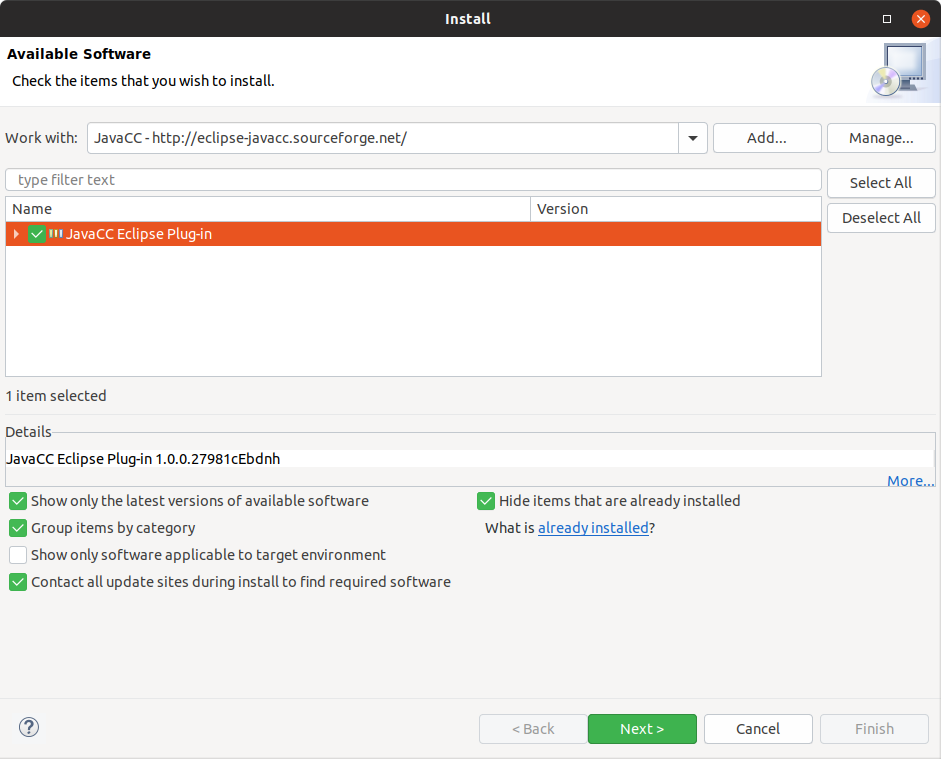 Install
Available Software
Check the items that you wish to install.
Work with: JavaCC - http://eclipse-javacc.sourceforge.net/ Add... Manage...
type filter text Select All
Name Version Deselect All
JavaCC Eclipse Plug-in
1 item selected
Details
JavaCC Eclipse Plug-in 1.0.0.27981cEbdnh
More...
Show only the latest versions of available software Hide items that are already installed
Group items by category What is already installed?
Show only software applicable to target environment
Contact all update sites during install to find required software
? < Back Next > Cancel Finish